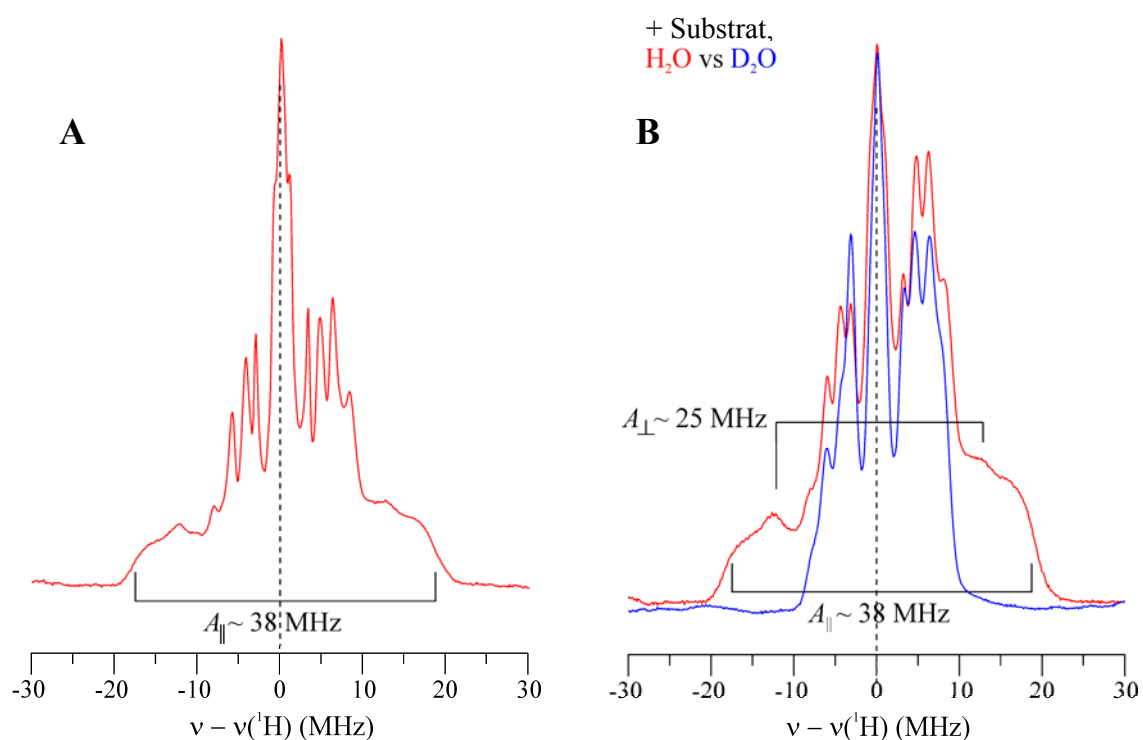 A
A∥~ 38 MHz
-30 -20 -10 0 10 20 30
ν – ν(¹H) (MHz)
+ Substrat,
H₂O vs D₂O
B
A⊥~ 25 MHz
A∥~ 38 MHz
-30 -20 -10 0 10 20 30
ν – ν(¹H) (MHz)